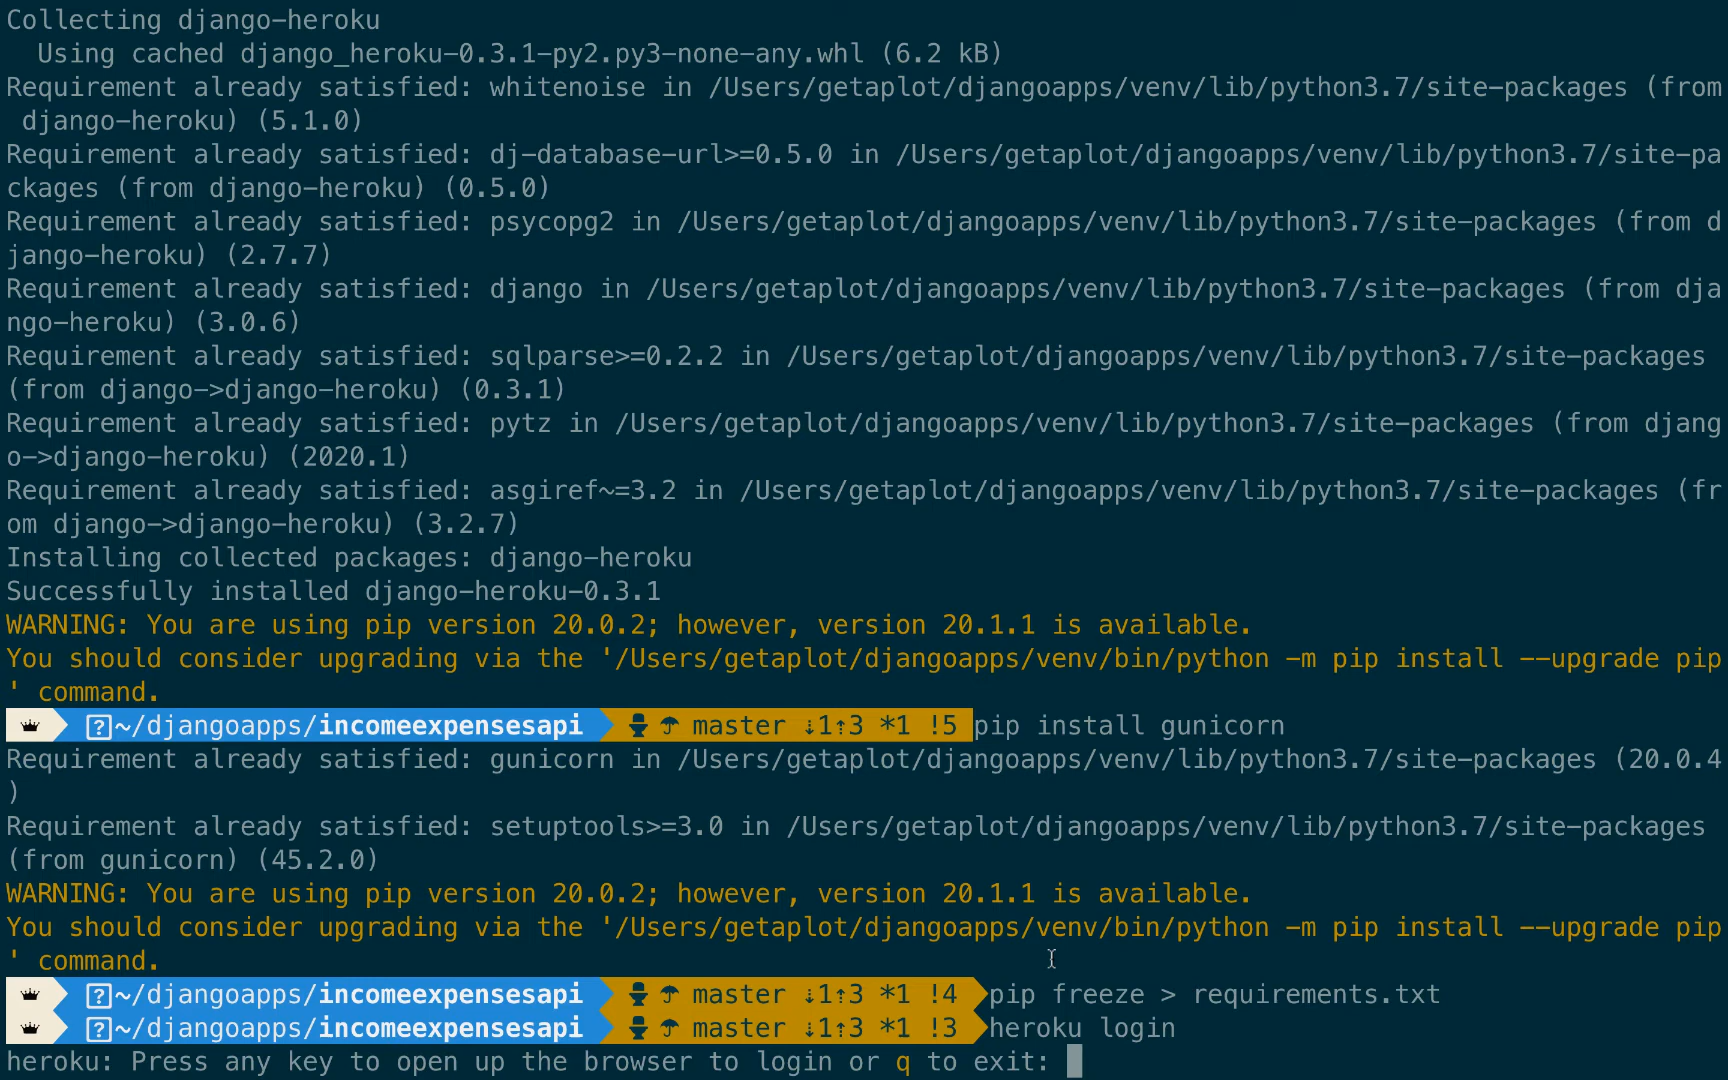 Collecting django-heroku
  Using cached django_heroku-0.3.1-py2.py3-none-any.whl (6.2 kB)
Requirement already satisfied: whitenoise in /Users/getaplot/djangoapps/venv/lib/python3.7/site-packages (from
 django-heroku) (5.1.0)
Requirement already satisfied: dj-database-url>=0.5.0 in /Users/getaplot/djangoapps/venv/lib/python3.7/site-pa
ckages (from django-heroku) (0.5.0)
Requirement already satisfied: psycopg2 in /Users/getaplot/djangoapps/venv/lib/python3.7/site-packages (from d
jango-heroku) (2.7.7)
Requirement already satisfied: django in /Users/getaplot/djangoapps/venv/lib/python3.7/site-packages (from dja
ngo-heroku) (3.0.6)
Requirement already satisfied: sqlparse>=0.2.2 in /Users/getaplot/djangoapps/venv/lib/python3.7/site-packages
(from django->django-heroku) (0.3.1)
Requirement already satisfied: pytz in /Users/getaplot/djangoapps/venv/lib/python3.7/site-packages (from djang
o->django-heroku) (2020.1)
Requirement already satisfied: asgiref~=3.2 in /Users/getaplot/djangoapps/venv/lib/python3.7/site-packages (fr
om django->django-heroku) (3.2.7)
Installing collected packages: django-heroku
Successfully installed django-heroku-0.3.1
WARNING: You are using pip version 20.0.2; however, version 20.1.1 is available.
You should consider upgrading via the '/Users/getaplot/djangoapps/venv/bin/python -m pip install --upgrade pip
' command.
~/djangoapps/incomeexpensesapi master ⇣1⇡3 *1 !5 pip install gunicorn
Requirement already satisfied: gunicorn in /Users/getaplot/djangoapps/venv/lib/python3.7/site-packages (20.0.4
)
Requirement already satisfied: setuptools>=3.0 in /Users/getaplot/djangoapps/venv/lib/python3.7/site-packages
(from gunicorn) (45.2.0)
WARNING: You are using pip version 20.0.2; however, version 20.1.1 is available.
You should consider upgrading via the '/Users/getaplot/djangoapps/venv/bin/python -m pip install --upgrade pip
' command.
~/djangoapps/incomeexpensesapi master ⇣1⇡3 *1 !4 pip freeze > requirements.txt
~/djangoapps/incomeexpensesapi master ⇣1⇡3 *1 !3 heroku login
heroku: Press any key to open up the browser to login or q to exit: